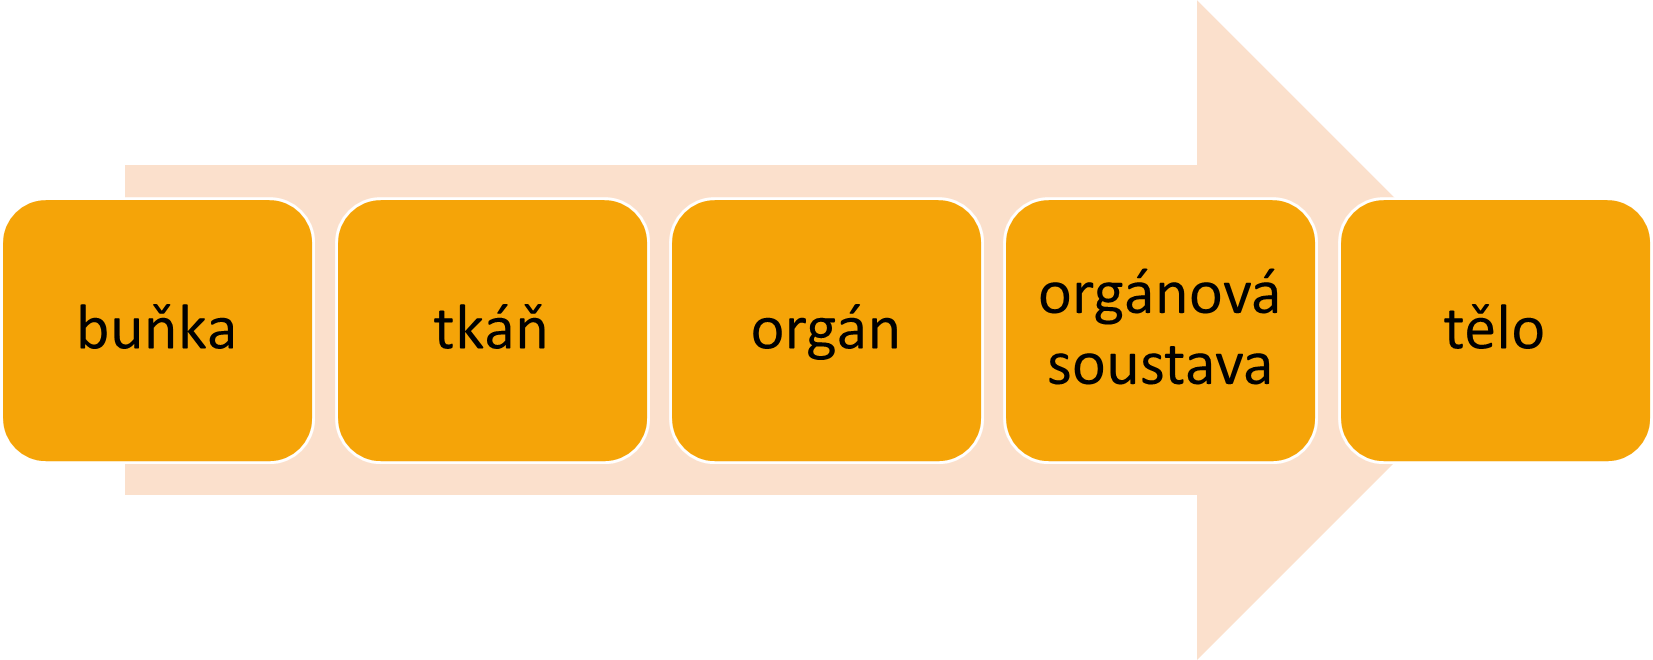 buňka
tkáň
orgán
orgánová
soustava
tělo